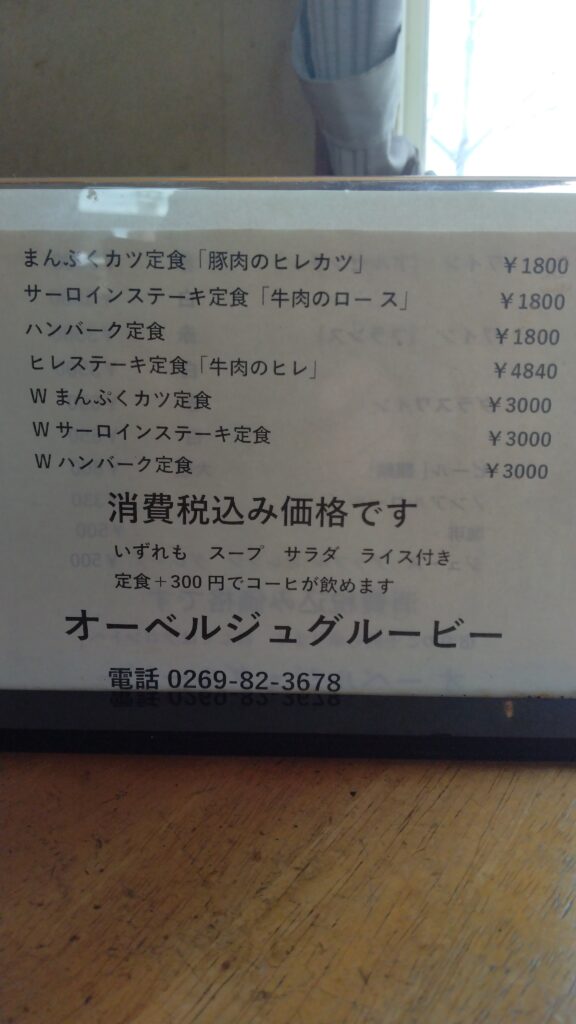 まんぷくカツ定食「豚肉のヒレカツ」 ￥1800
サーロインステーキ定食「牛肉のロー ス」 ￥1800
ハンバーク定食 ￥1800
ヒレステーキ定食「牛肉のヒレ」 ￥4840
W まんぷくカツ定食 ￥3000
W サーロインステーキ定食 ￥3000
W ハンバーク定食 ￥3000
消費税込み価格です
いずれも スープ サラダ ライス付き
定食＋300 円でコーヒが飲めます
オーベルジュグルービー
電話 0269-82-3678